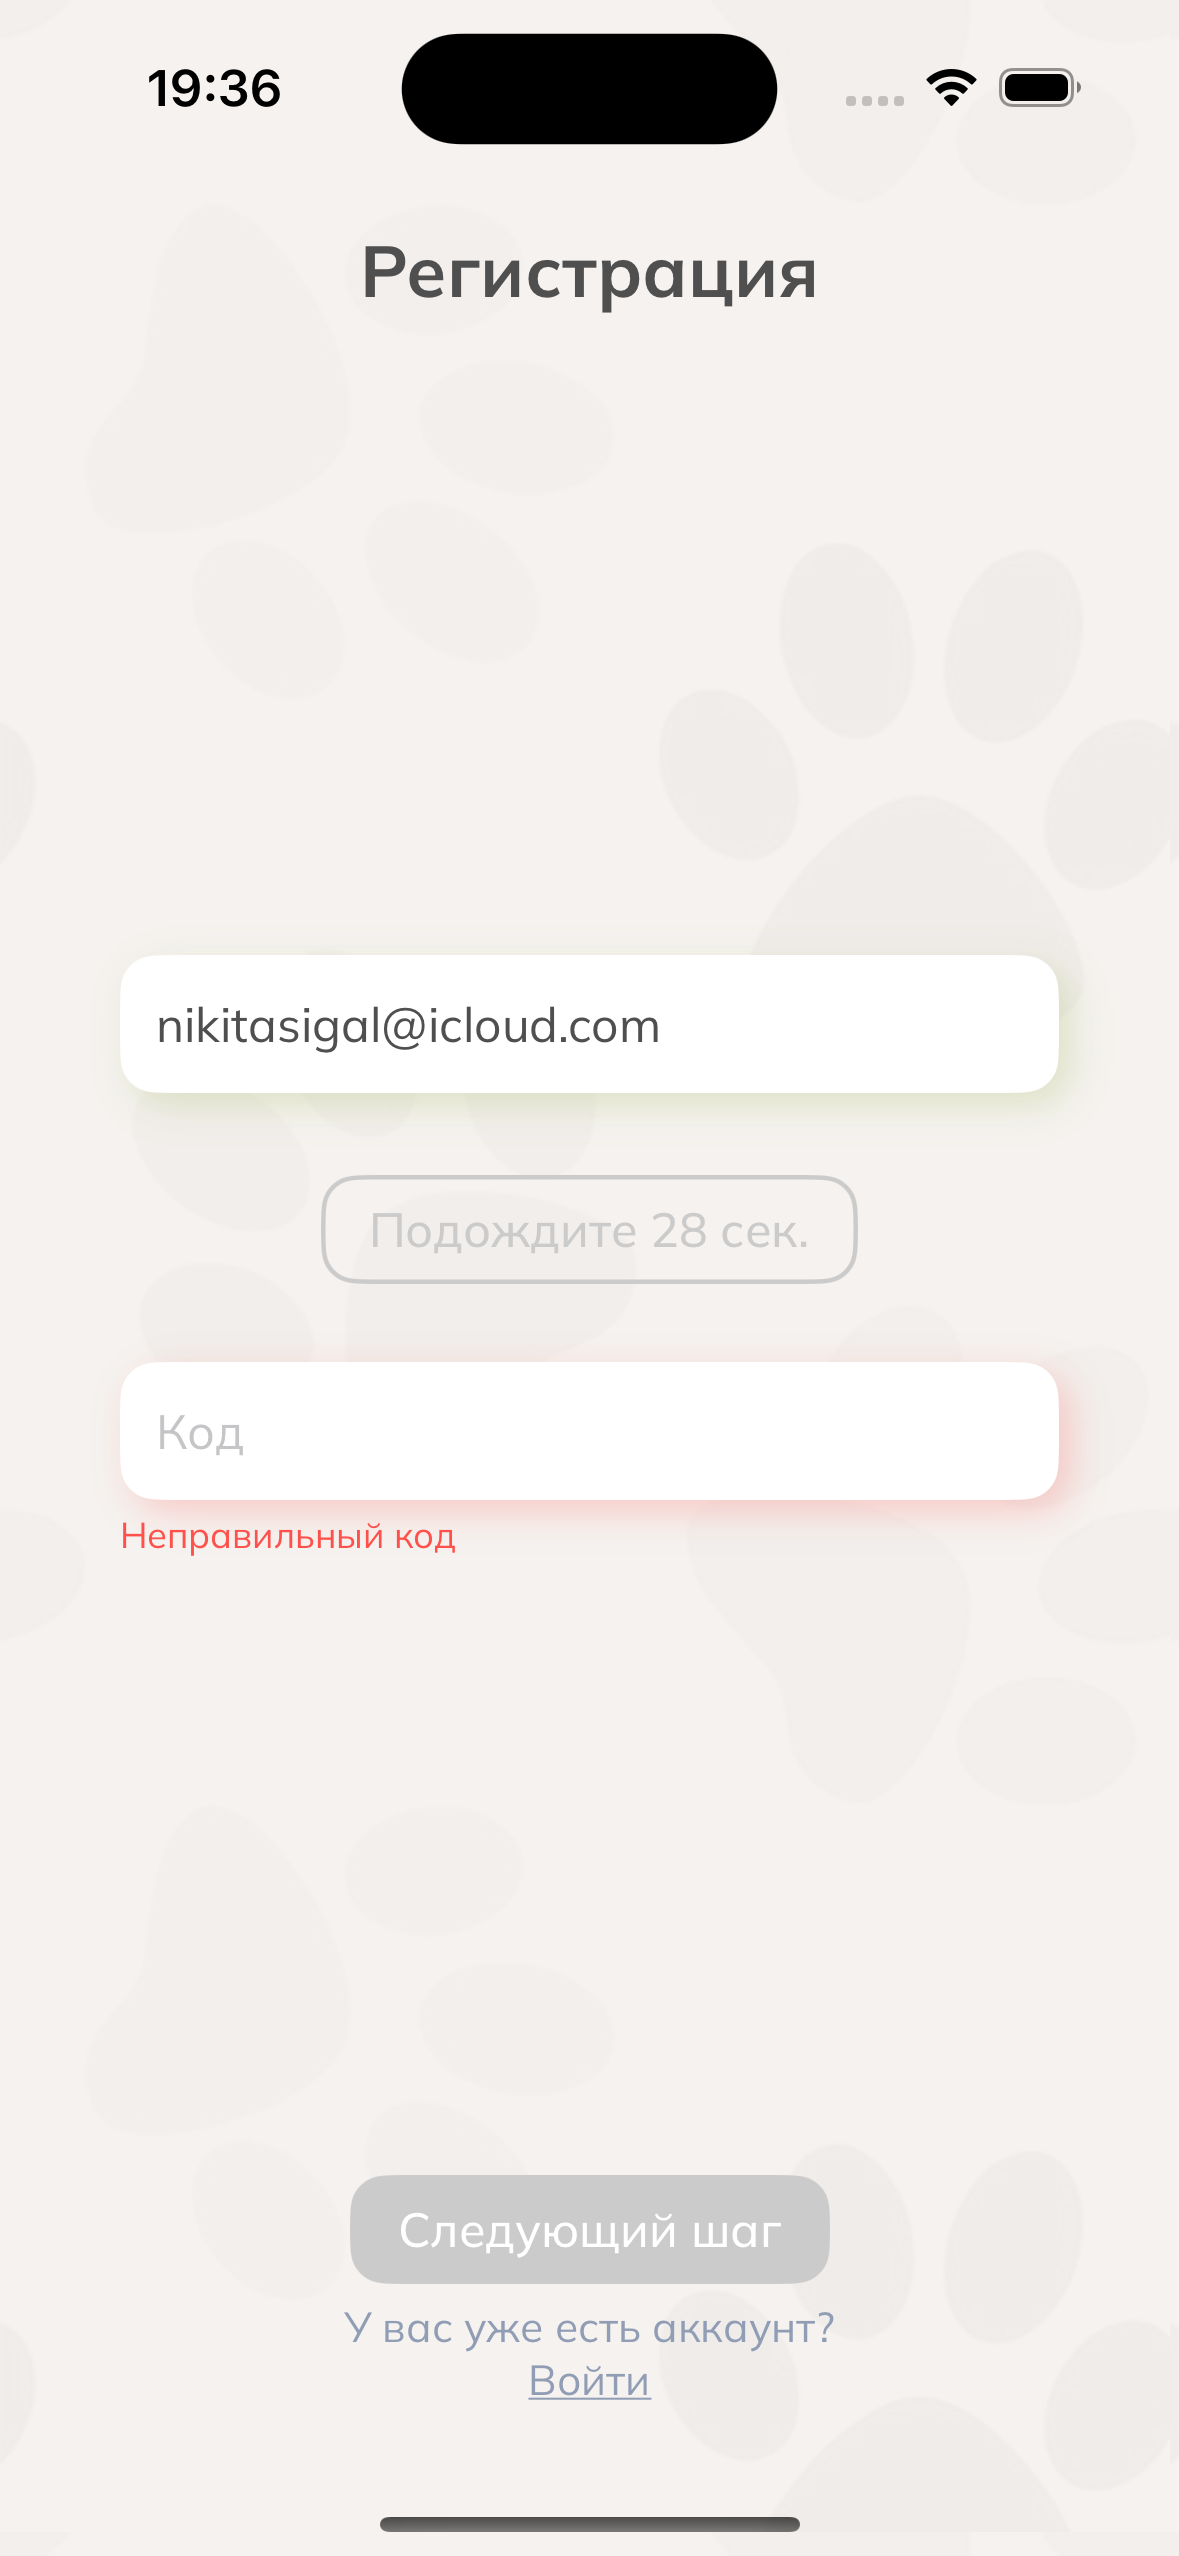 19:36
Регистрация
nikitasigal@icloud.com
Подождите 28 сек.
Код
Неправильный код
Следующий шаг
У вас уже есть аккаунт?
Войти